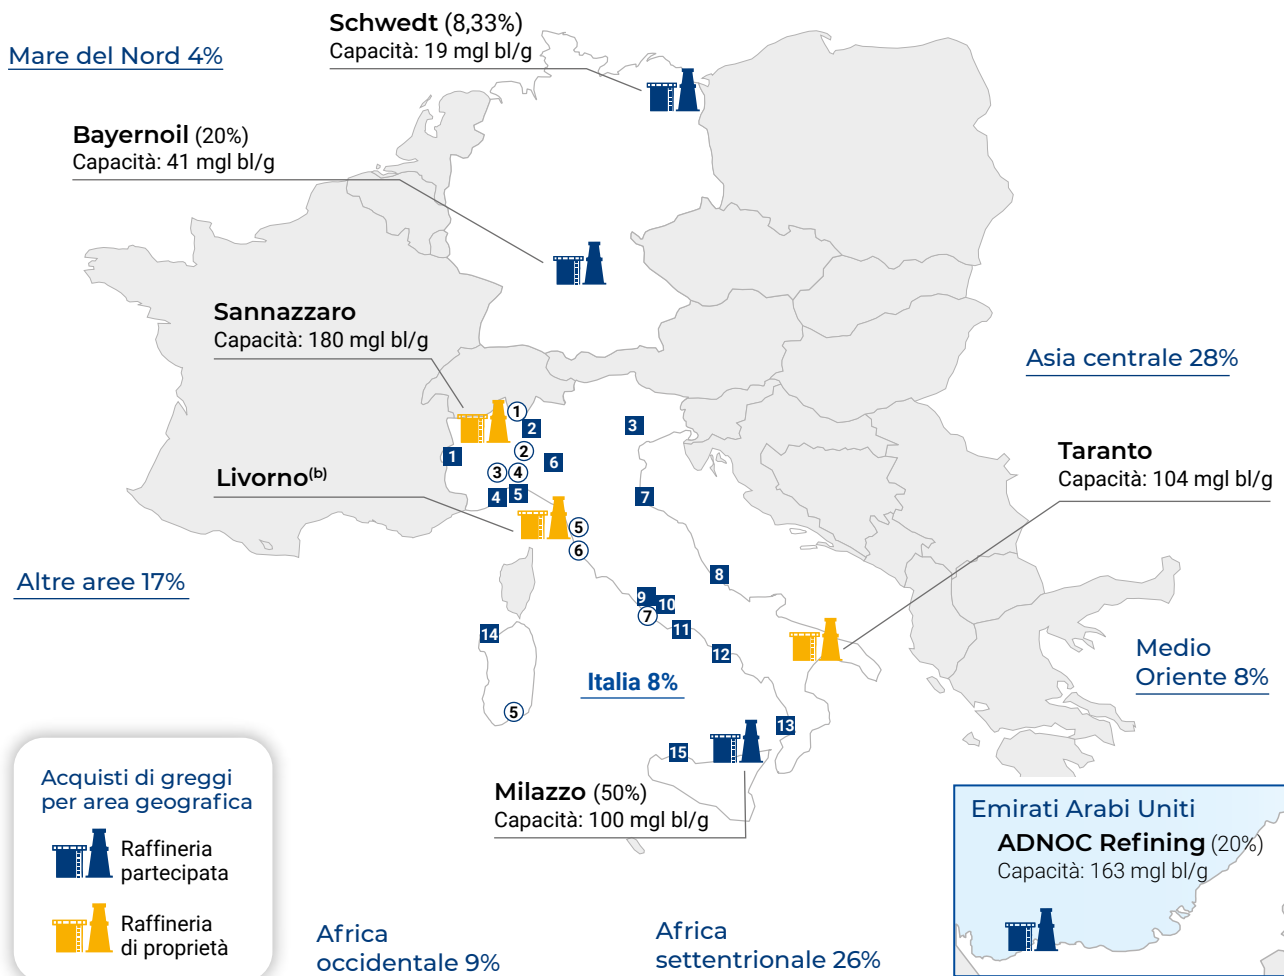 Schwedt (8,33%)
Capacità: 19 mgl bl/g
Mare del Nord 4%
Bayernoil (20%)
Capacità: 41 mgl bl/g
Sannazzaro
Capacità: 180 mgl bl/g
Asia centrale 28%
Taranto
Capacità: 104 mgl bl/g
Livorno(b)
1
2
3
1
2
6
3
4
4
5
7
5
6
8
9
10
7
11
12
14
5
13
15
Altre aree 17%
Italia 8%
Medio
Oriente 8%
Milazzo (50%)
Capacità: 100 mgl bl/g
Acquisti di greggi
per area geografica
Raffineria
partecipata
Raffineria
di proprietà
Emirati Arabi Uniti
ADNOC Refining (20%)
Capacità: 163 mgl bl/g
Africa
occidentale 9%
Africa
settentrionale 26%